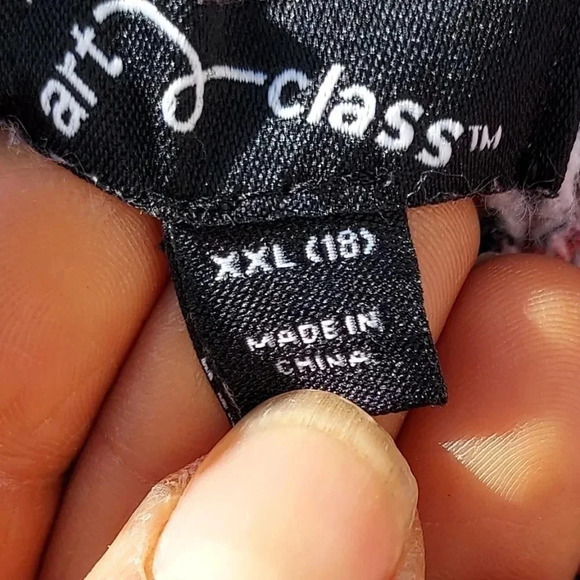 art class™
XXL (18)
MADE IN
CHINA